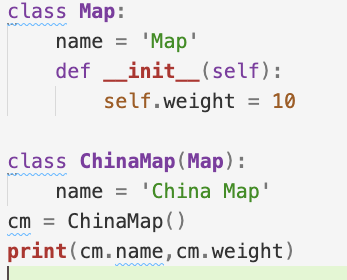 class Map:
    name = 'Map'
    def __init__(self):
        self.weight = 10

class ChinaMap(Map):
    name = 'China Map'
cm = ChinaMap()
print(cm.name,cm.weight)